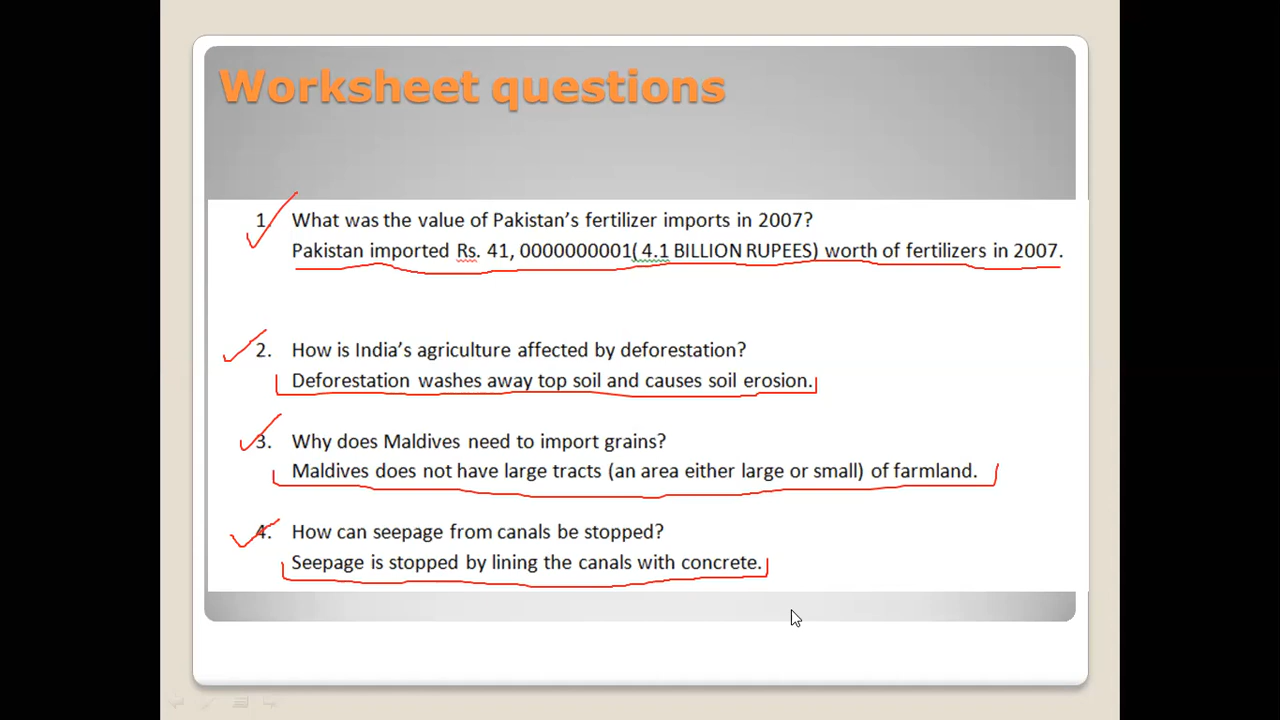 Worksheet questions
1. What was the value of Pakistan's fertilizer imports in 2007?
Pakistan imported Rs. 41, 0000000001( 4.1 BILLION RUPEES) worth of fertilizers in 2007.
2. How is India's agriculture affected by deforestation?
Deforestation washes away top soil and causes soil erosion.
3. Why does Maldives need to import grains?
Maldives does not have large tracts (an area either large or small) of farmland.
4. How can seepage from canals be stopped?
Seepage is stopped by lining the canals with concrete.